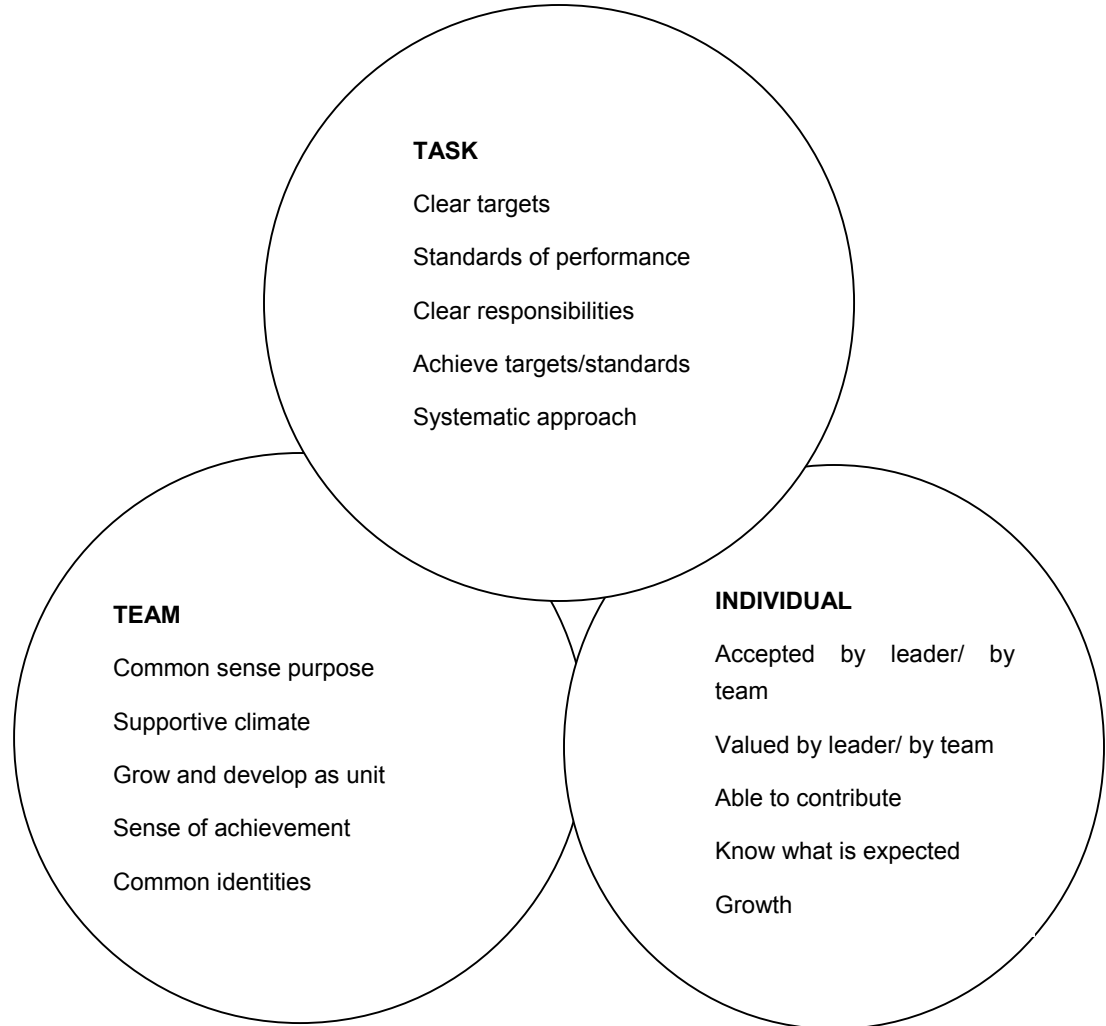 TASK
Clear targets
Standards of performance
Clear responsibilities
Achieve targets/standards
Systematic approach
TEAM
Common sense purpose
Supportive climate
Grow and develop as unit
Sense of achievement
Common identities
INDIVIDUAL
Accepted by leader/ by
team
Valued by leader/ by team
Able to contribute
Know what is expected
Growth